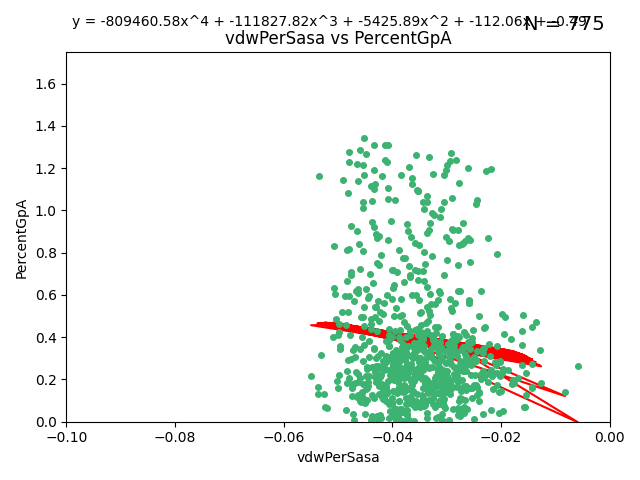 y = -809460.58x^4 + -111827.82x^3 + -5425.89x^2 + -112.06x + -0.49
N = 775
vdwPerSasa vs PercentGpA
1.6
1.4
1.2
1.0
0.8
0.6
0.4
0.2
0.0
PercentGpA
−0.10 −0.08 −0.06 −0.04 −0.02 0.00
vdwPerSasa